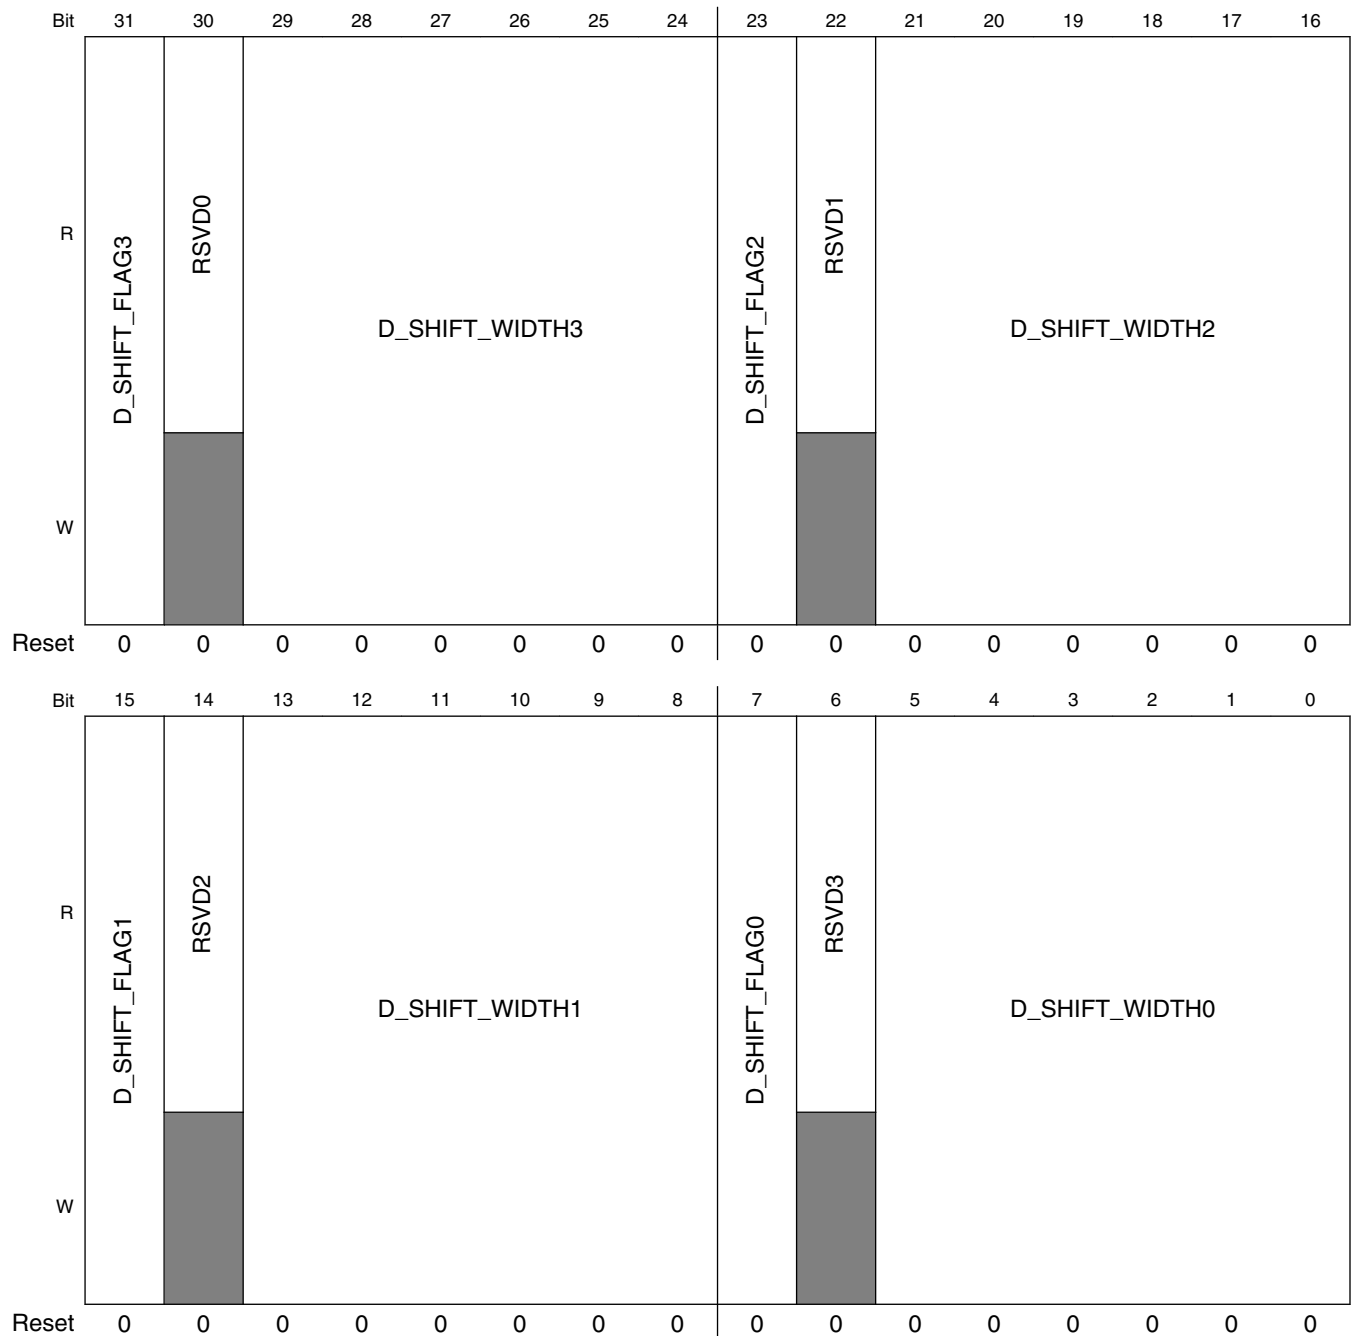 Bit 31 30 29 28 27 26 25 24 23 22 21 20 19 18 17 16
R
D_SHIFT_FLAG3
RSVD0
D_SHIFT_WIDTH3
D_SHIFT_FLAG2
RSVD1
D_SHIFT_WIDTH2
W
Reset 0 0 0 0 0 0 0 0 0 0 0 0 0 0 0 0
Bit 15 14 13 12 11 10 9 8 7 6 5 4 3 2 1 0
R
D_SHIFT_FLAG1
RSVD2
D_SHIFT_WIDTH1
D_SHIFT_FLAG0
RSVD3
D_SHIFT_WIDTH0
W
Reset 0 0 0 0 0 0 0 0 0 0 0 0 0 0 0 0